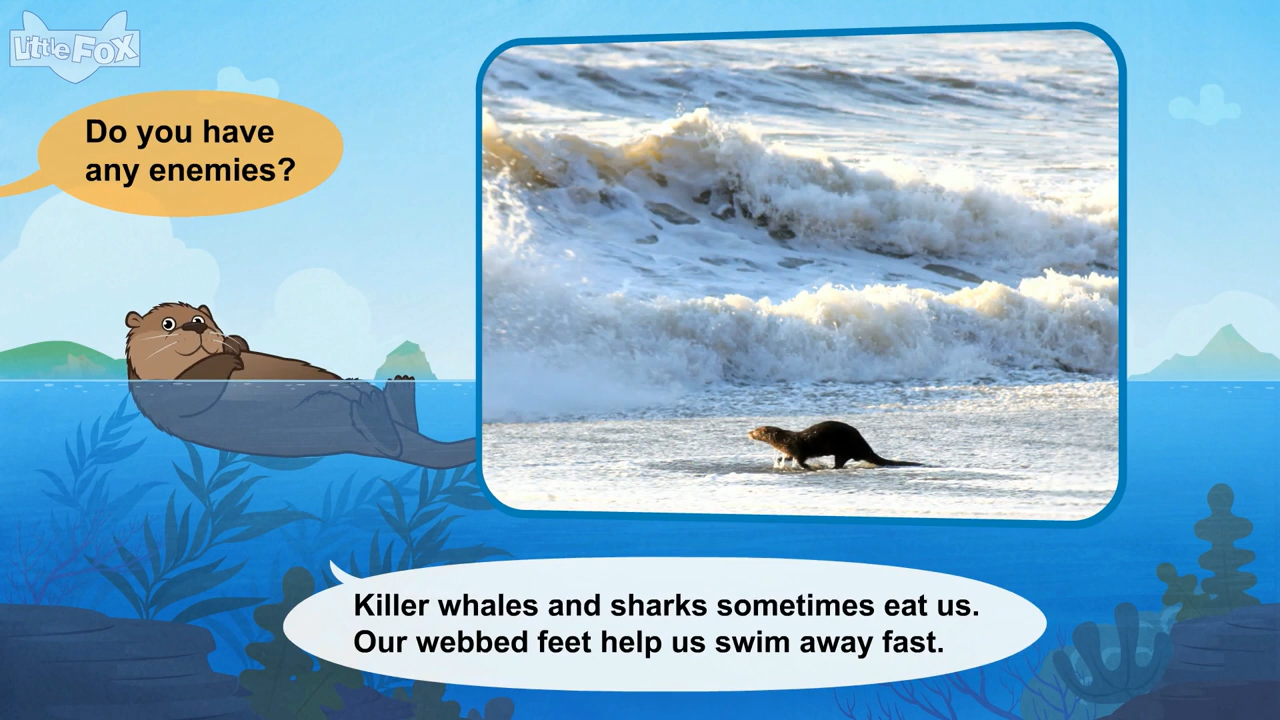 Little Fox
Do you have
any enemies?
Killer whales and sharks sometimes eat us.
Our webbed feet help us swim away fast.